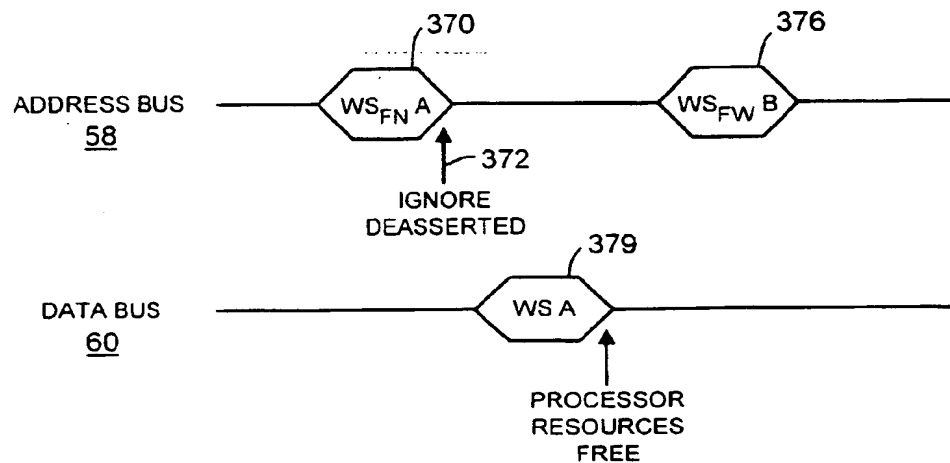 370
376
ADDRESS BUS
58
WSFN A
WSFW B
372
IGNORE
DEASSERTED
379
DATA BUS
60
WS A
PROCESSOR
RESOURCES
FREE